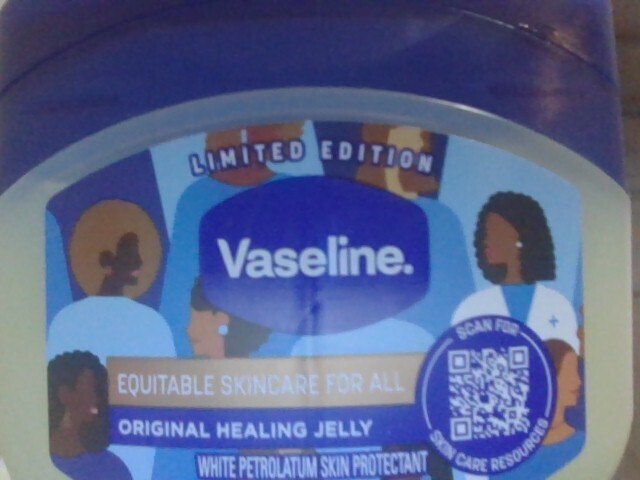 LIMITED EDITION
Vaseline.
EQUITABLE SKINCARE FOR ALL
ORIGINAL HEALING JELLY
WHITE PETROLATUM SKIN PROTECTANT
SCAN FOR
SKIN CARE RESOURCES